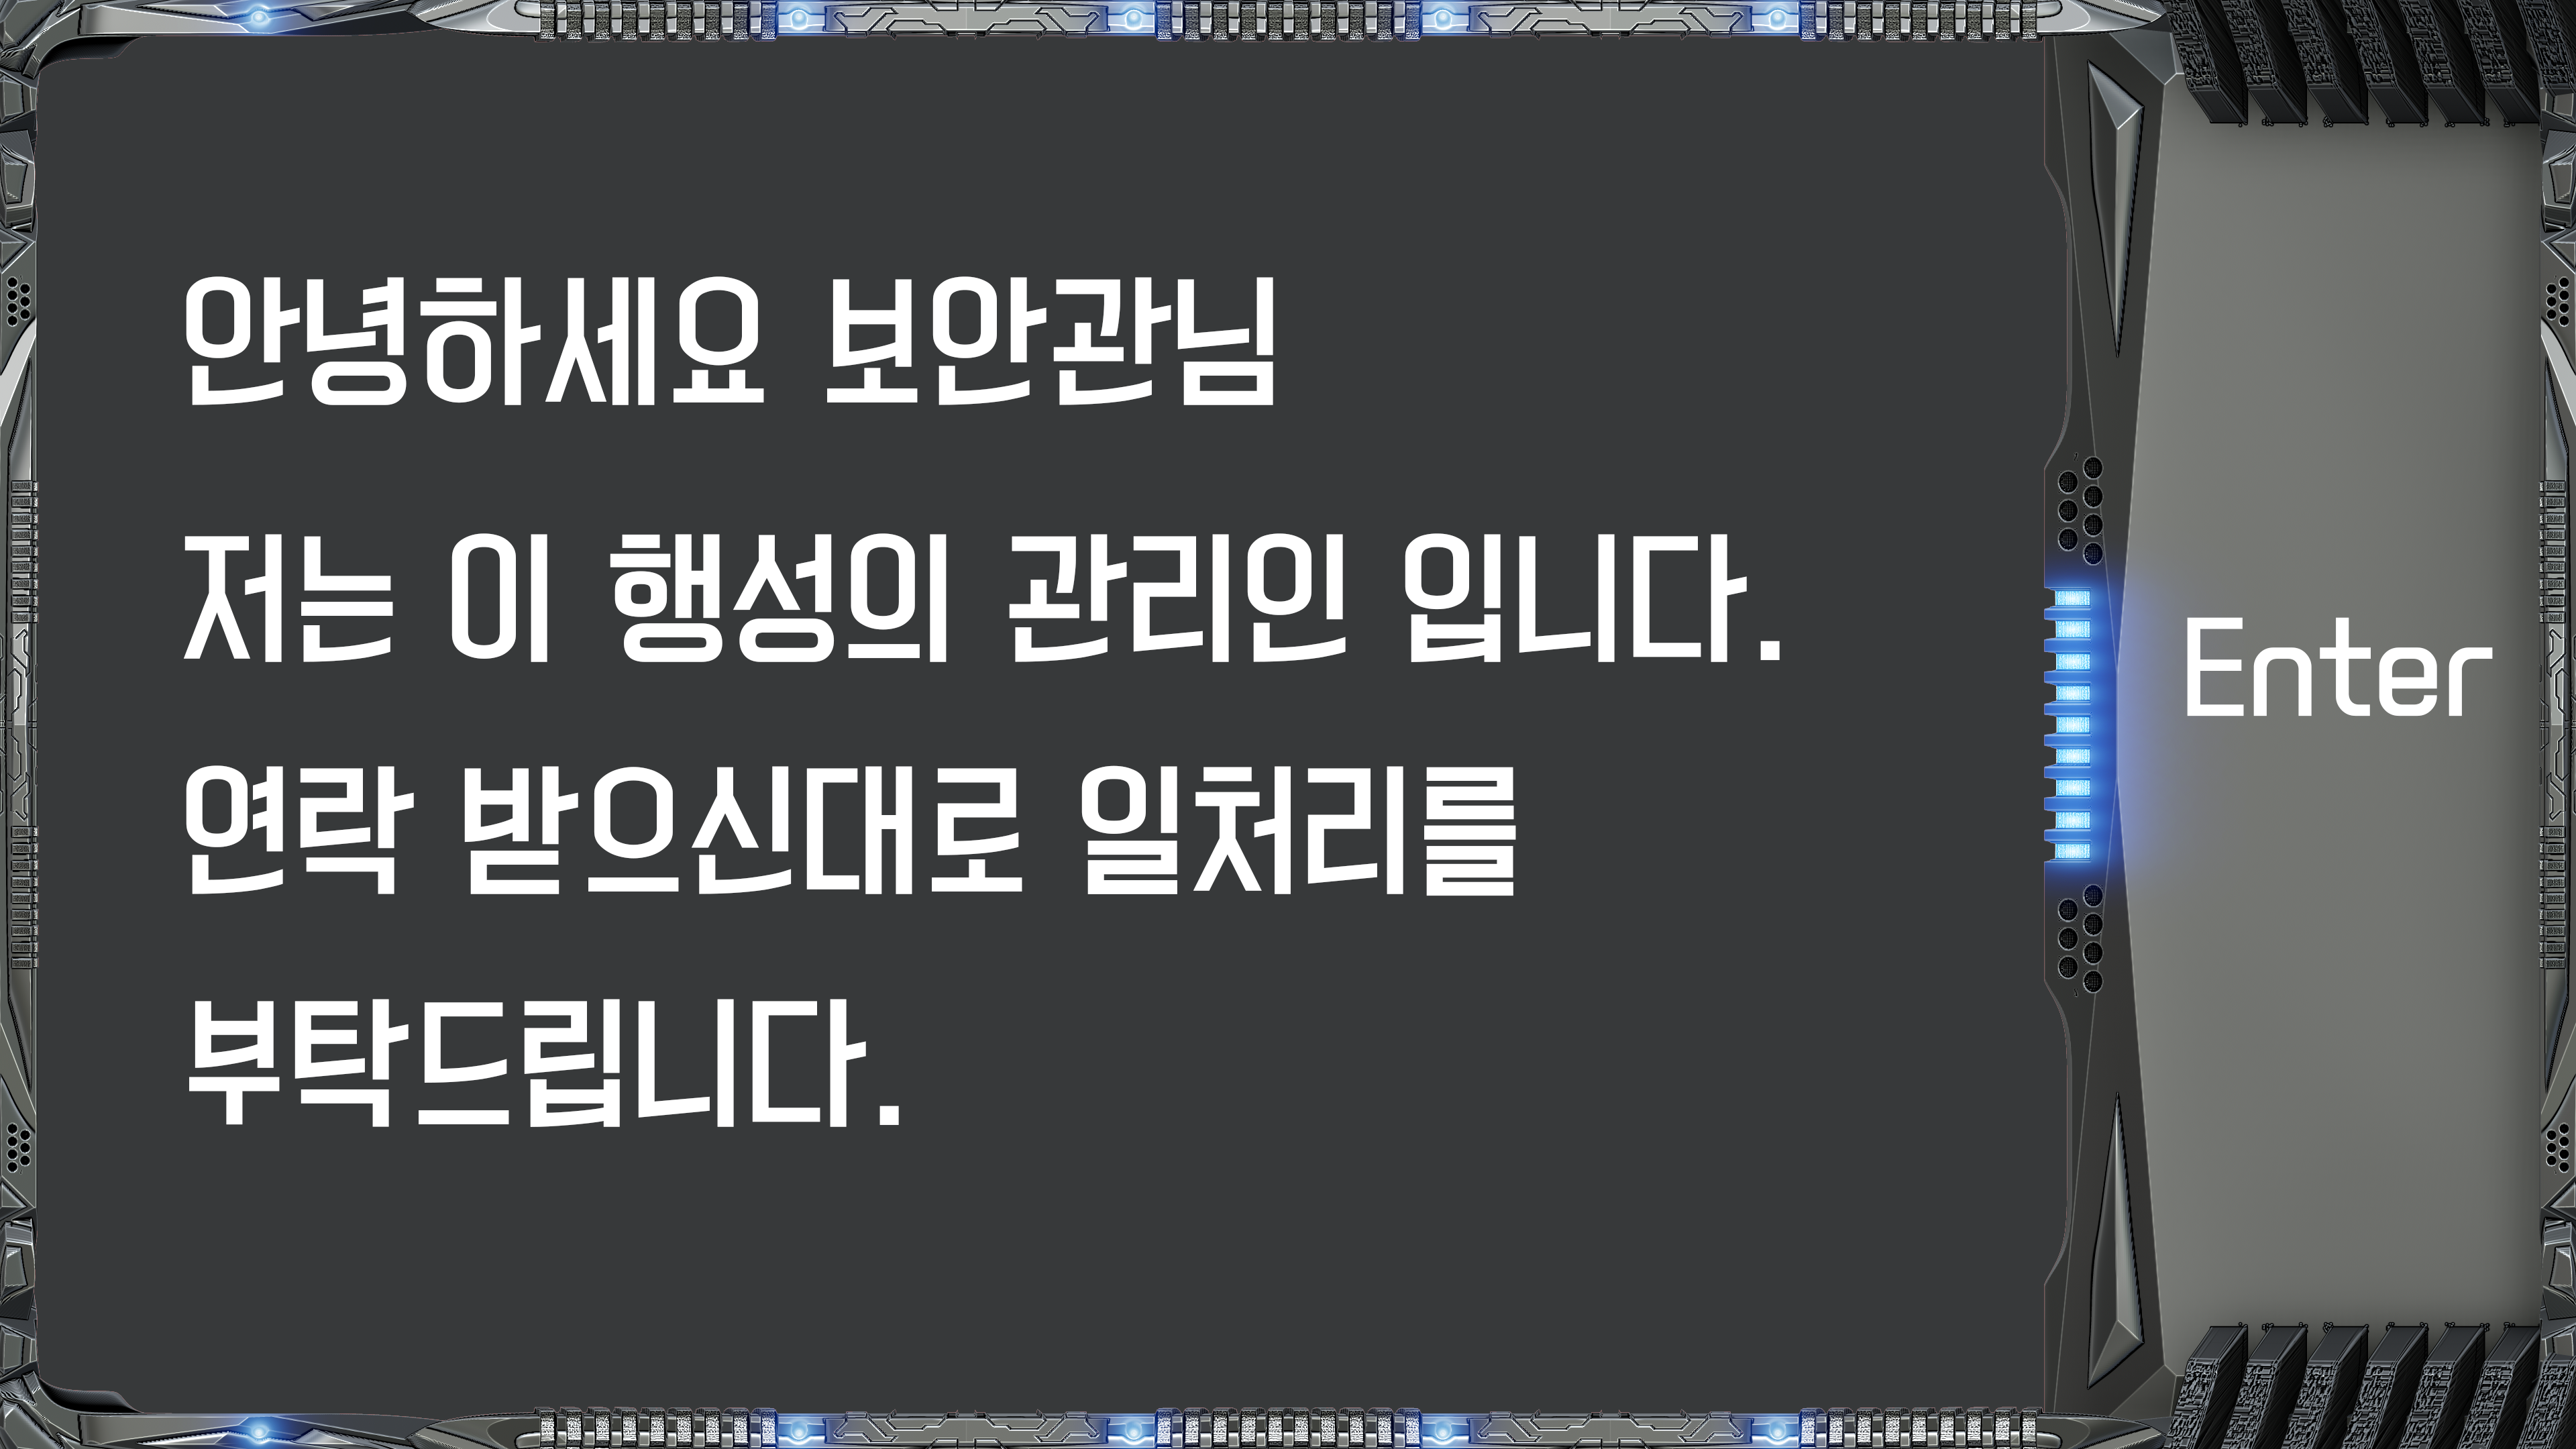 안녕하세요 보안관님
저는 이 행성의 관리인 입니다.
연락 받으신대로 일처리를
부탁드립니다.
Enter